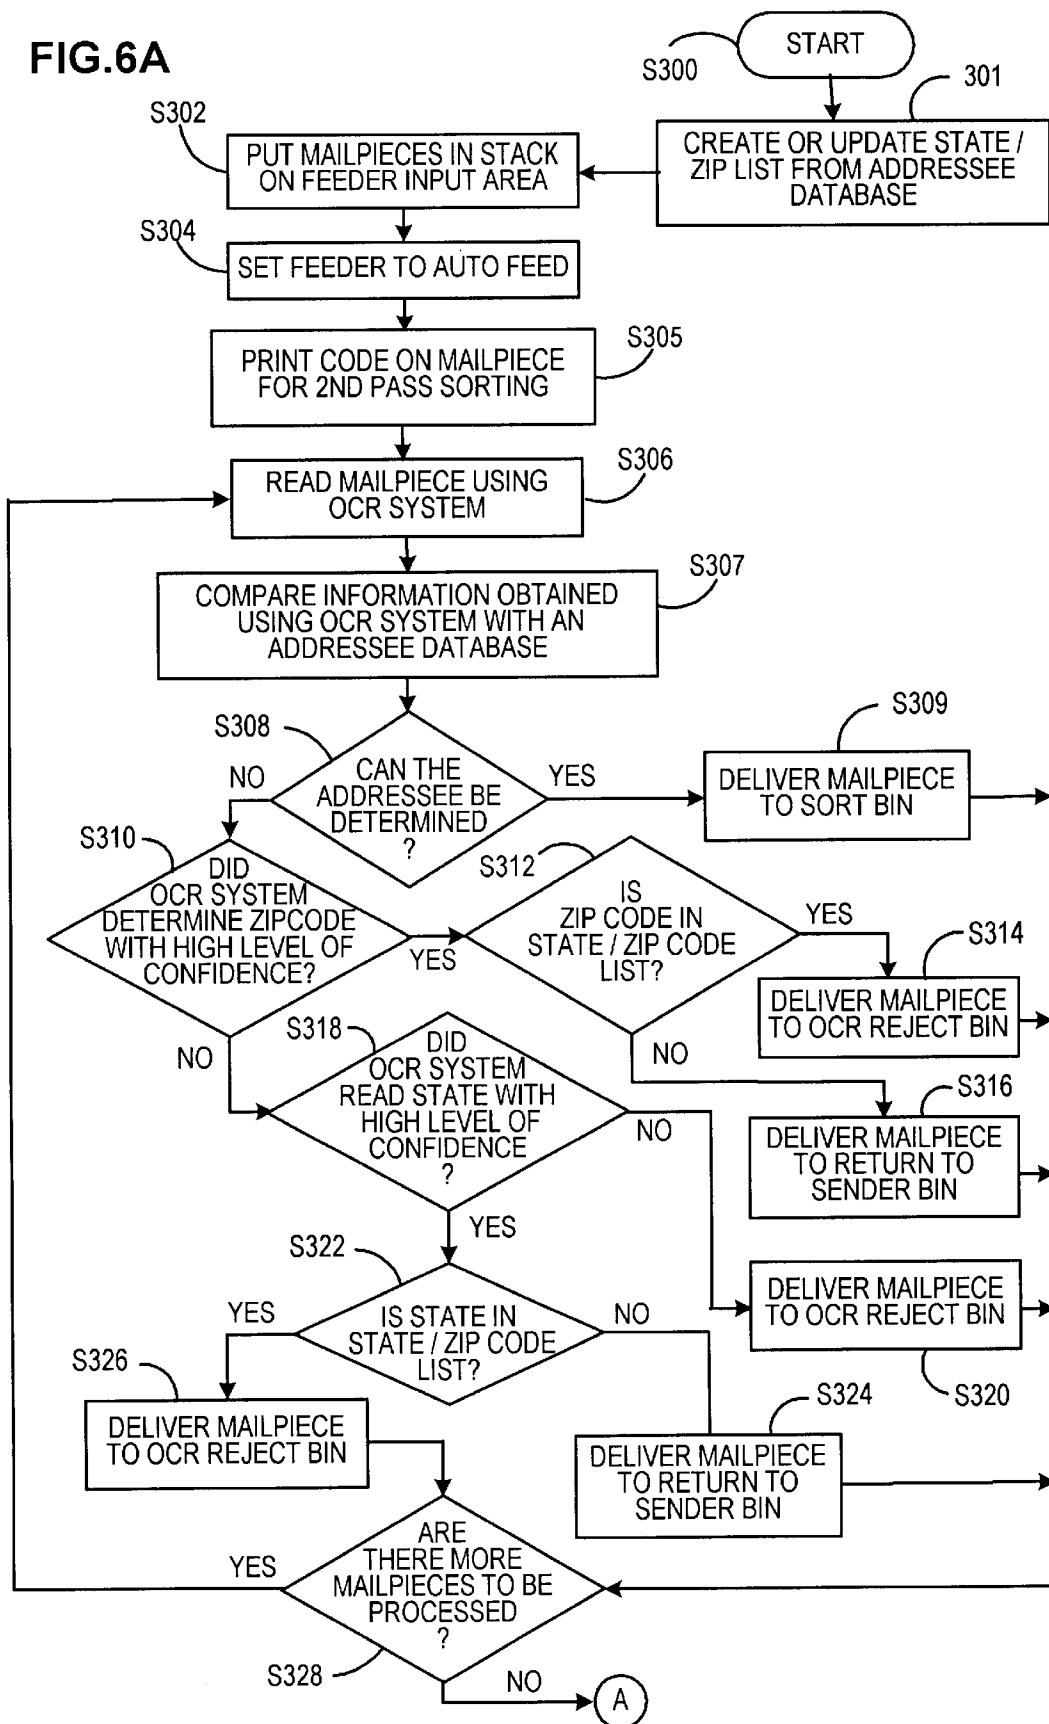 FIG.6A
START
S300
301
CREATE OR UPDATE STATE /
ZIP LIST FROM ADDRESSEE
DATABASE
S302
PUT MAILPIECES IN STACK
ON FEEDER INPUT AREA
S304
SET FEEDER TO AUTO FEED
S305
PRINT CODE ON MAILPIECE
FOR 2ND PASS SORTING
S306
READ MAILPIECE USING
OCR SYSTEM
S307
COMPARE INFORMATION OBTAINED
USING OCR SYSTEM WITH AN
ADDRESSEE DATABASE
S308
CAN THE
ADDRESSEE BE
DETERMINED
?
NO
YES
S309
DELIVER MAILPIECE
TO SORT BIN
S310
DID
OCR SYSTEM
DETERMINE ZIPCODE
WITH HIGH LEVEL OF
CONFIDENCE?
YES
NO
S312
IS
ZIP CODE IN
STATE / ZIP CODE
LIST?
YES
NO
S314
DELIVER MAILPIECE
TO OCR REJECT BIN
S316
DELIVER MAILPIECE
TO RETURN TO
SENDER BIN
S318
DID
OCR SYSTEM
READ STATE WITH
HIGH LEVEL OF
CONFIDENCE
?
NO
YES
DELIVER MAILPIECE
TO OCR REJECT BIN
S320
S322
IS STATE IN
STATE / ZIP CODE
LIST?
YES
NO
S324
DELIVER MAILPIECE
TO RETURN TO
SENDER BIN
S326
DELIVER MAILPIECE
TO OCR REJECT BIN
ARE
THERE MORE
MAILPIECES TO BE
PROCESSED
?
YES
S328
NO
A